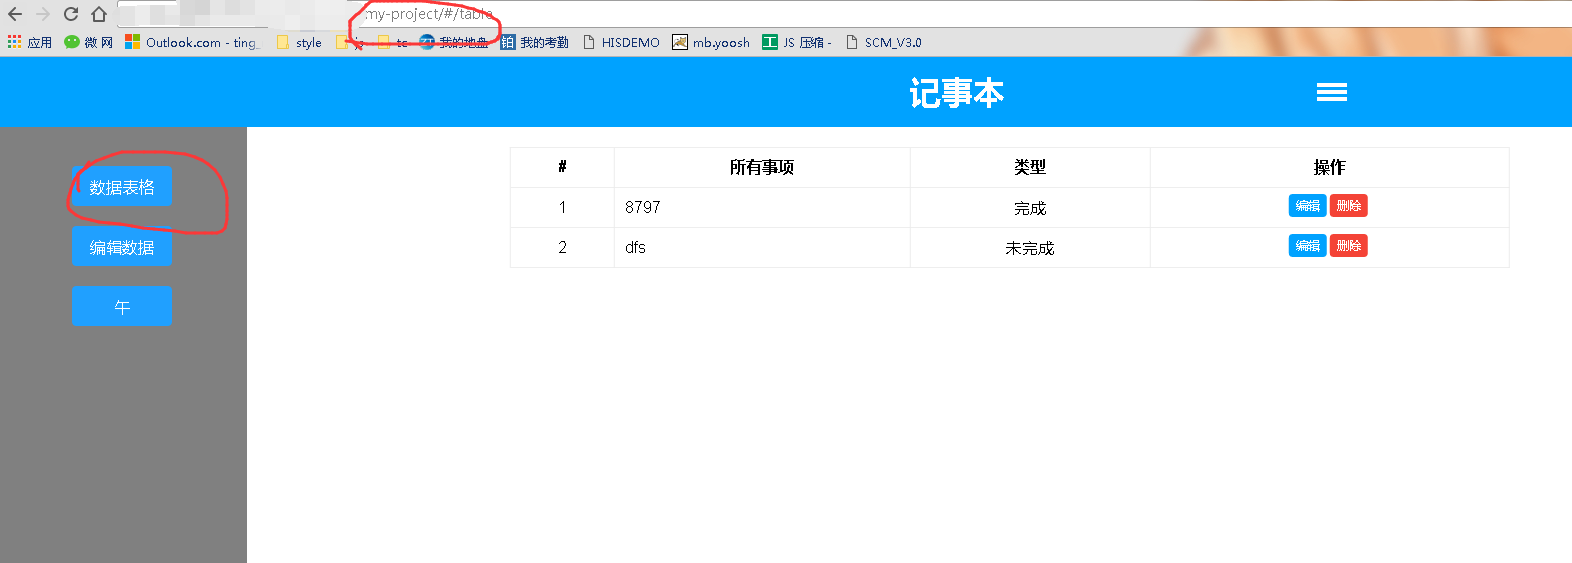 my-project/#/table
应用 微 网 Outlook.com - ting_ style js tc 我的地盘 铂 我的考勤 HISDEMO mb.yoosh 工 JS 压缩 - SCM_V3.0
记事本
数据表格
编辑数据
午
# 所有事项 类型 操作
1 8797 完成 编辑 删除
2 dfs 未完成 编辑 删除